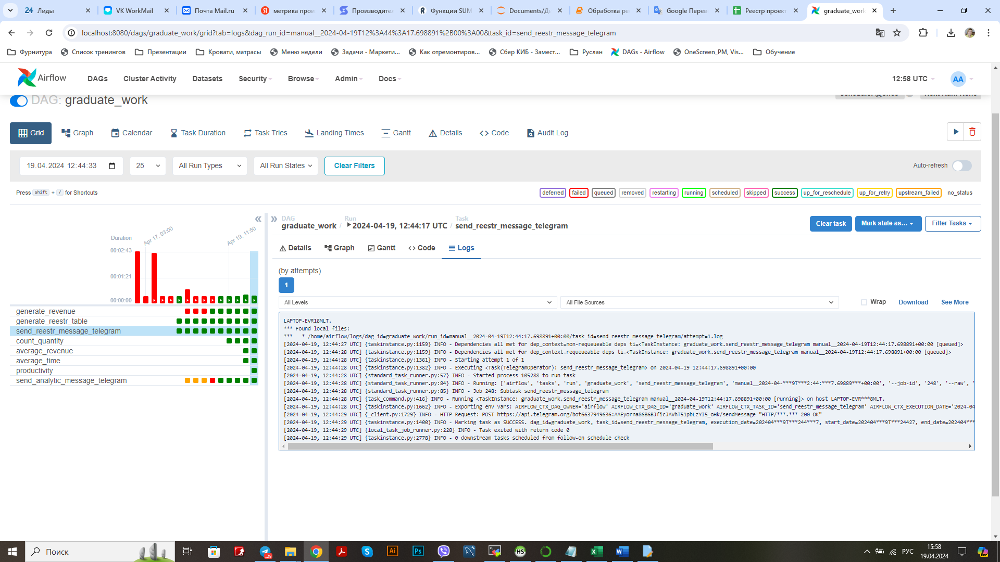 24 Лиды
VK WorkMail
Почта Mail.ru
метрика прои
Производител
Функции SUM
Documents/Ди
Обработка ре
Google Перев
Реестр проект
graduate_work
localhost:8080/dags/graduate_work/grid?tab=logs&dag_run_id=manual__2024-04-19T12%3A44%3A17.698891%2B00%3A00&task_id=send_reestr_message_telegram
Фурнитура
Список тренингов
Презентации
Кровати, матрасы
Меню недели
Задачи - Маркети...
Как отремонтиров...
Сбер КИБ - Замест...
Руслан
DAGs - Airflow
OneScreen_PM, Vis...
Обучение
Airflow
DAGs
Cluster Activity
Datasets
Security
Browse
Admin
Docs
12:58 UTC
AA
DAG: graduate_work
Schedule: @once
Next Run: None
Grid
Graph
Calendar
Task Duration
Task Tries
Landing Times
Gantt
Details
Code
Audit Log
19.04.2024 12:44:33
25
All Run Types
All Run States
Clear Filters
Auto-refresh
Press shift + / for Shortcuts
deferred
failed
queued
removed
restarting
running
scheduled
skipped
success
up_for_reschedule
up_for_retry
upstream_failed
no_status
Duration
Apr 17, 03:00
Apr 19, 11:50
00:02:43
00:01:21
00:00:00
generate_revenue
generate_reestr_table
send_reestr_message_telegram
count_quantity
average_revenue
average_time
productivity
send_analytic_message_telegram
DAG
graduate_work
/
Run
2024-04-19, 12:44:17 UTC
/
Task
send_reestr_message_telegram
Clear task
Mark state as...
Filter Tasks
Details
Graph
Gantt
Code
Logs
(by attempts)
1
All Levels
All File Sources
Wrap
Download
See More
LAPTOP-EVR18MLT.
*** Found local files:
***   * /home/airflow/logs/dag_id=graduate_work/run_id=manual__2024-04-19T12:44:17.698891+00:00/task_id=send_reestr_message_telegram/attempt=1.log
[2024-04-19, 12:44:27 UTC] {taskinstance.py:1159} INFO - Dependencies all met for dep_context=non-requeueable deps ti=<TaskInstance: graduate_work.send_reestr_message_telegram manual__2024-04-19T12:44:17.698891+00:00 [queued]>
[2024-04-19, 12:44:28 UTC] {taskinstance.py:1159} INFO - Dependencies all met for dep_context=requeueable deps ti=<TaskInstance: graduate_work.send_reestr_message_telegram manual__2024-04-19T12:44:17.698891+00:00 [queued]>
[2024-04-19, 12:44:28 UTC] {taskinstance.py:1361} INFO - Starting attempt 1 of 1
[2024-04-19, 12:44:28 UTC] {taskinstance.py:1382} INFO - Executing <Task(TelegramOperator): send_reestr_message_telegram> on 2024-04-19 12:44:17.698891+00:00
[2024-04-19, 12:44:28 UTC] {standard_task_runner.py:57} INFO - Started process 105288 to run task
[2024-04-19, 12:44:28 UTC] {standard_task_runner.py:84} INFO - Running: ['airflow', 'tasks', 'run', 'graduate_work', 'send_reestr_message_telegram', 'manual__2024-04-***9T***2:44:***7.69889***+00:00', '--job-id', '248', '--raw', '
[2024-04-19, 12:44:28 UTC] {standard_task_runner.py:85} INFO - Job 248: Subtask send_reestr_message_telegram
[2024-04-19, 12:44:28 UTC] {task_command.py:416} INFO - Running <TaskInstance: graduate_work.send_reestr_message_telegram manual__2024-04-19T12:44:17.698891+00:00 [running]> on host LAPTOP-EVR***8MLT.
[2024-04-19, 12:44:28 UTC] {taskinstance.py:1662} INFO - Exporting env vars: AIRFLOW_CTX_DAG_OWNER='airflow' AIRFLOW_CTX_DAG_ID='graduate_work' AIRFLOW_CTX_TASK_ID='send_reestr_message_telegram' AIRFLOW_CTX_EXECUTION_DATE='2024-04
[2024-04-19, 12:44:29 UTC] {_client.py:1729} INFO - HTTP Request: POST https://api.telegram.org/bot6637949636:AAEyorna86B6BJficJAVhT51pbLzYI5_oHk/sendMessage "HTTP/***.*** 200 OK"
[2024-04-19, 12:44:29 UTC] {taskinstance.py:1400} INFO - Marking task as SUCCESS. dag_id=graduate_work, task_id=send_reestr_message_telegram, execution_date=202404***9T***244***7, start_date=202404***9T***24427, end_date=202404***
[2024-04-19, 12:44:29 UTC] {local_task_job_runner.py:228} INFO - Task exited with return code 0
[2024-04-19, 12:44:29 UTC] {taskinstance.py:2778} INFO - 0 downstream tasks scheduled from follow-on schedule check
Поиск
.29
Ai
Ps
HS
РУС
15:58
19.04.2024
PRE